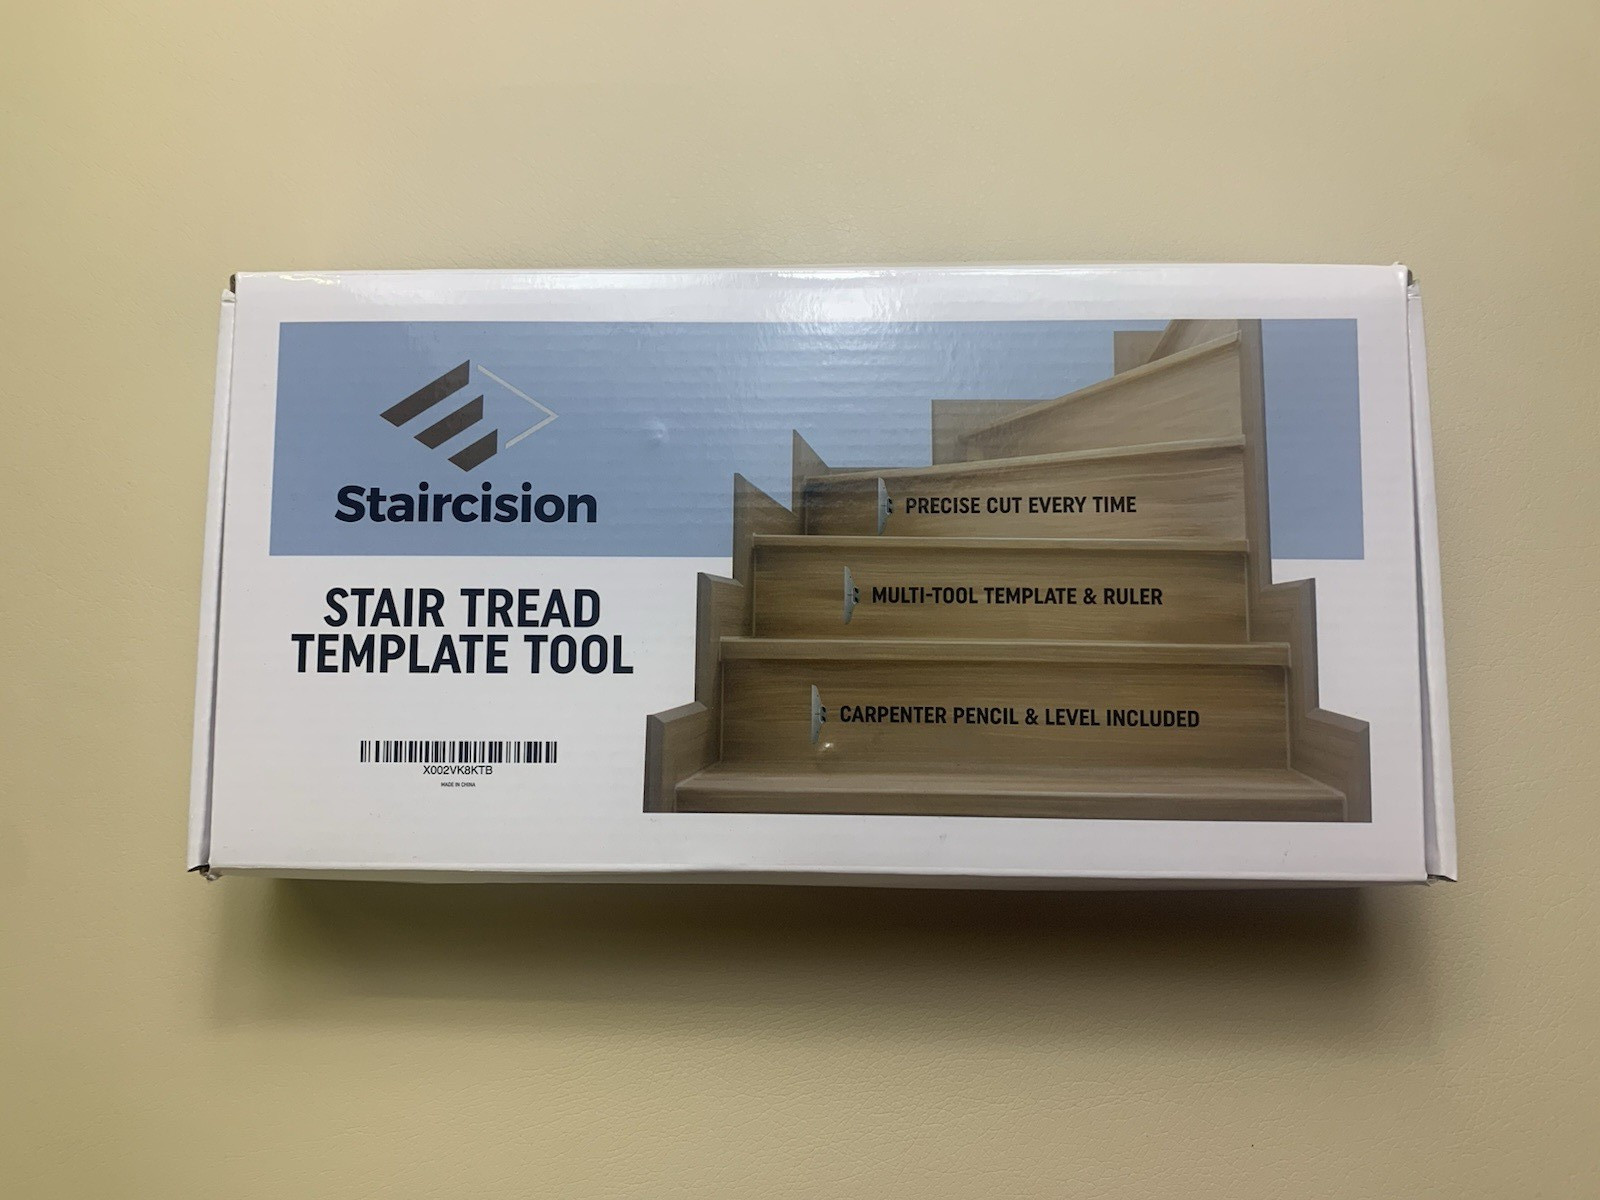 Staircision
STAIR TREAD
TEMPLATE TOOL
X002VK8KTB
MADE IN CHINA
PRECISE CUT EVERY TIME
MULTI-TOOL TEMPLATE & RULER
CARPENTER PENCIL & LEVEL INCLUDED